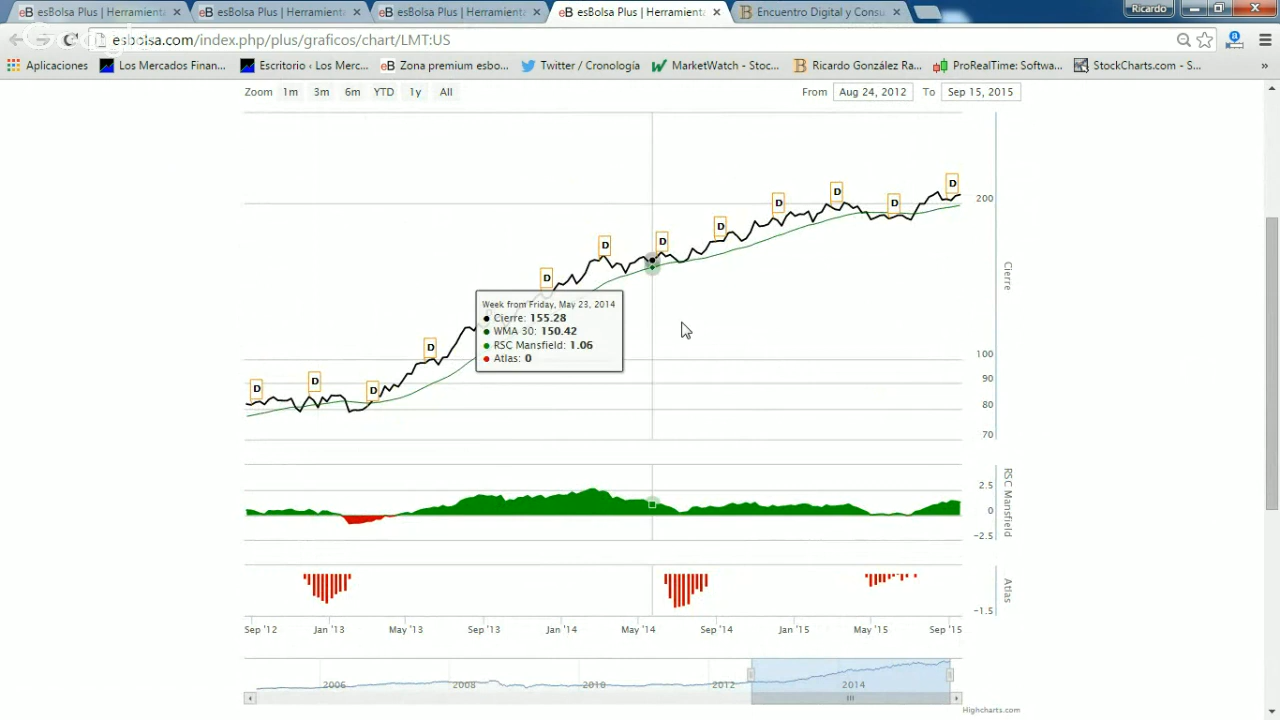 eB esBolsa Plus | Herramient
eB esBolsa Plus | Herramient
eB esBolsa Plus | Herramient
eB esBolsa Plus | Herramient
Encuentro Digital y Consu
Ricardo
esbolsa.com/index.php/plus/graficos/chart/LMT:US
Aplicaciones
Los Mercados Finan...
Escritorio ‹ Los Merc...
eB Zona premium esbo...
Twitter / Cronología
MarketWatch - Stoc...
Ricardo González Ra...
ProRealTime: Softwa...
StockCharts.com - S...
»
Zoom 1m 3m 6m YTD 1y All
From Aug 24, 2012 To Sep 15, 2015
D D D D D D D D D D D D D
200
100
90
80
70
Cierre
Week from Friday, May 23, 2014
Cierre: 155.28
WMA 30: 150.42
RSC Mansfield: 1.06
Atlas: 0
2.5
0
-2.5
RSC Mansfield
-1.5
Atlas
Sep '12 Jan '13 May '13 Sep '13 Jan '14 May '14 Sep '14 Jan '15 May '15 Sep '15
2006 2008 2010 2012 2014
Highcharts.com